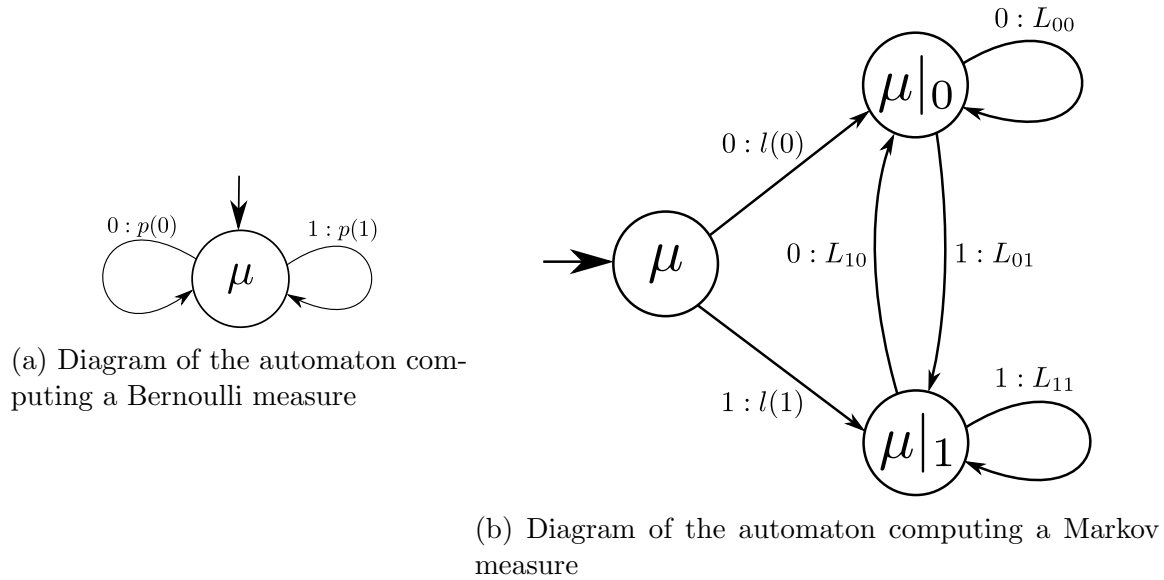 0 : p(0)
1 : p(1)
μ
(a) Diagram of the automaton com-
puting a Bernoulli measure
0 : L₀₀
μ|₀
0 : l(0)
μ
0 : L₁₀
1 : L₀₁
1 : l(1)
1 : L₁₁
μ|₁
(b) Diagram of the automaton computing a Markov
measure